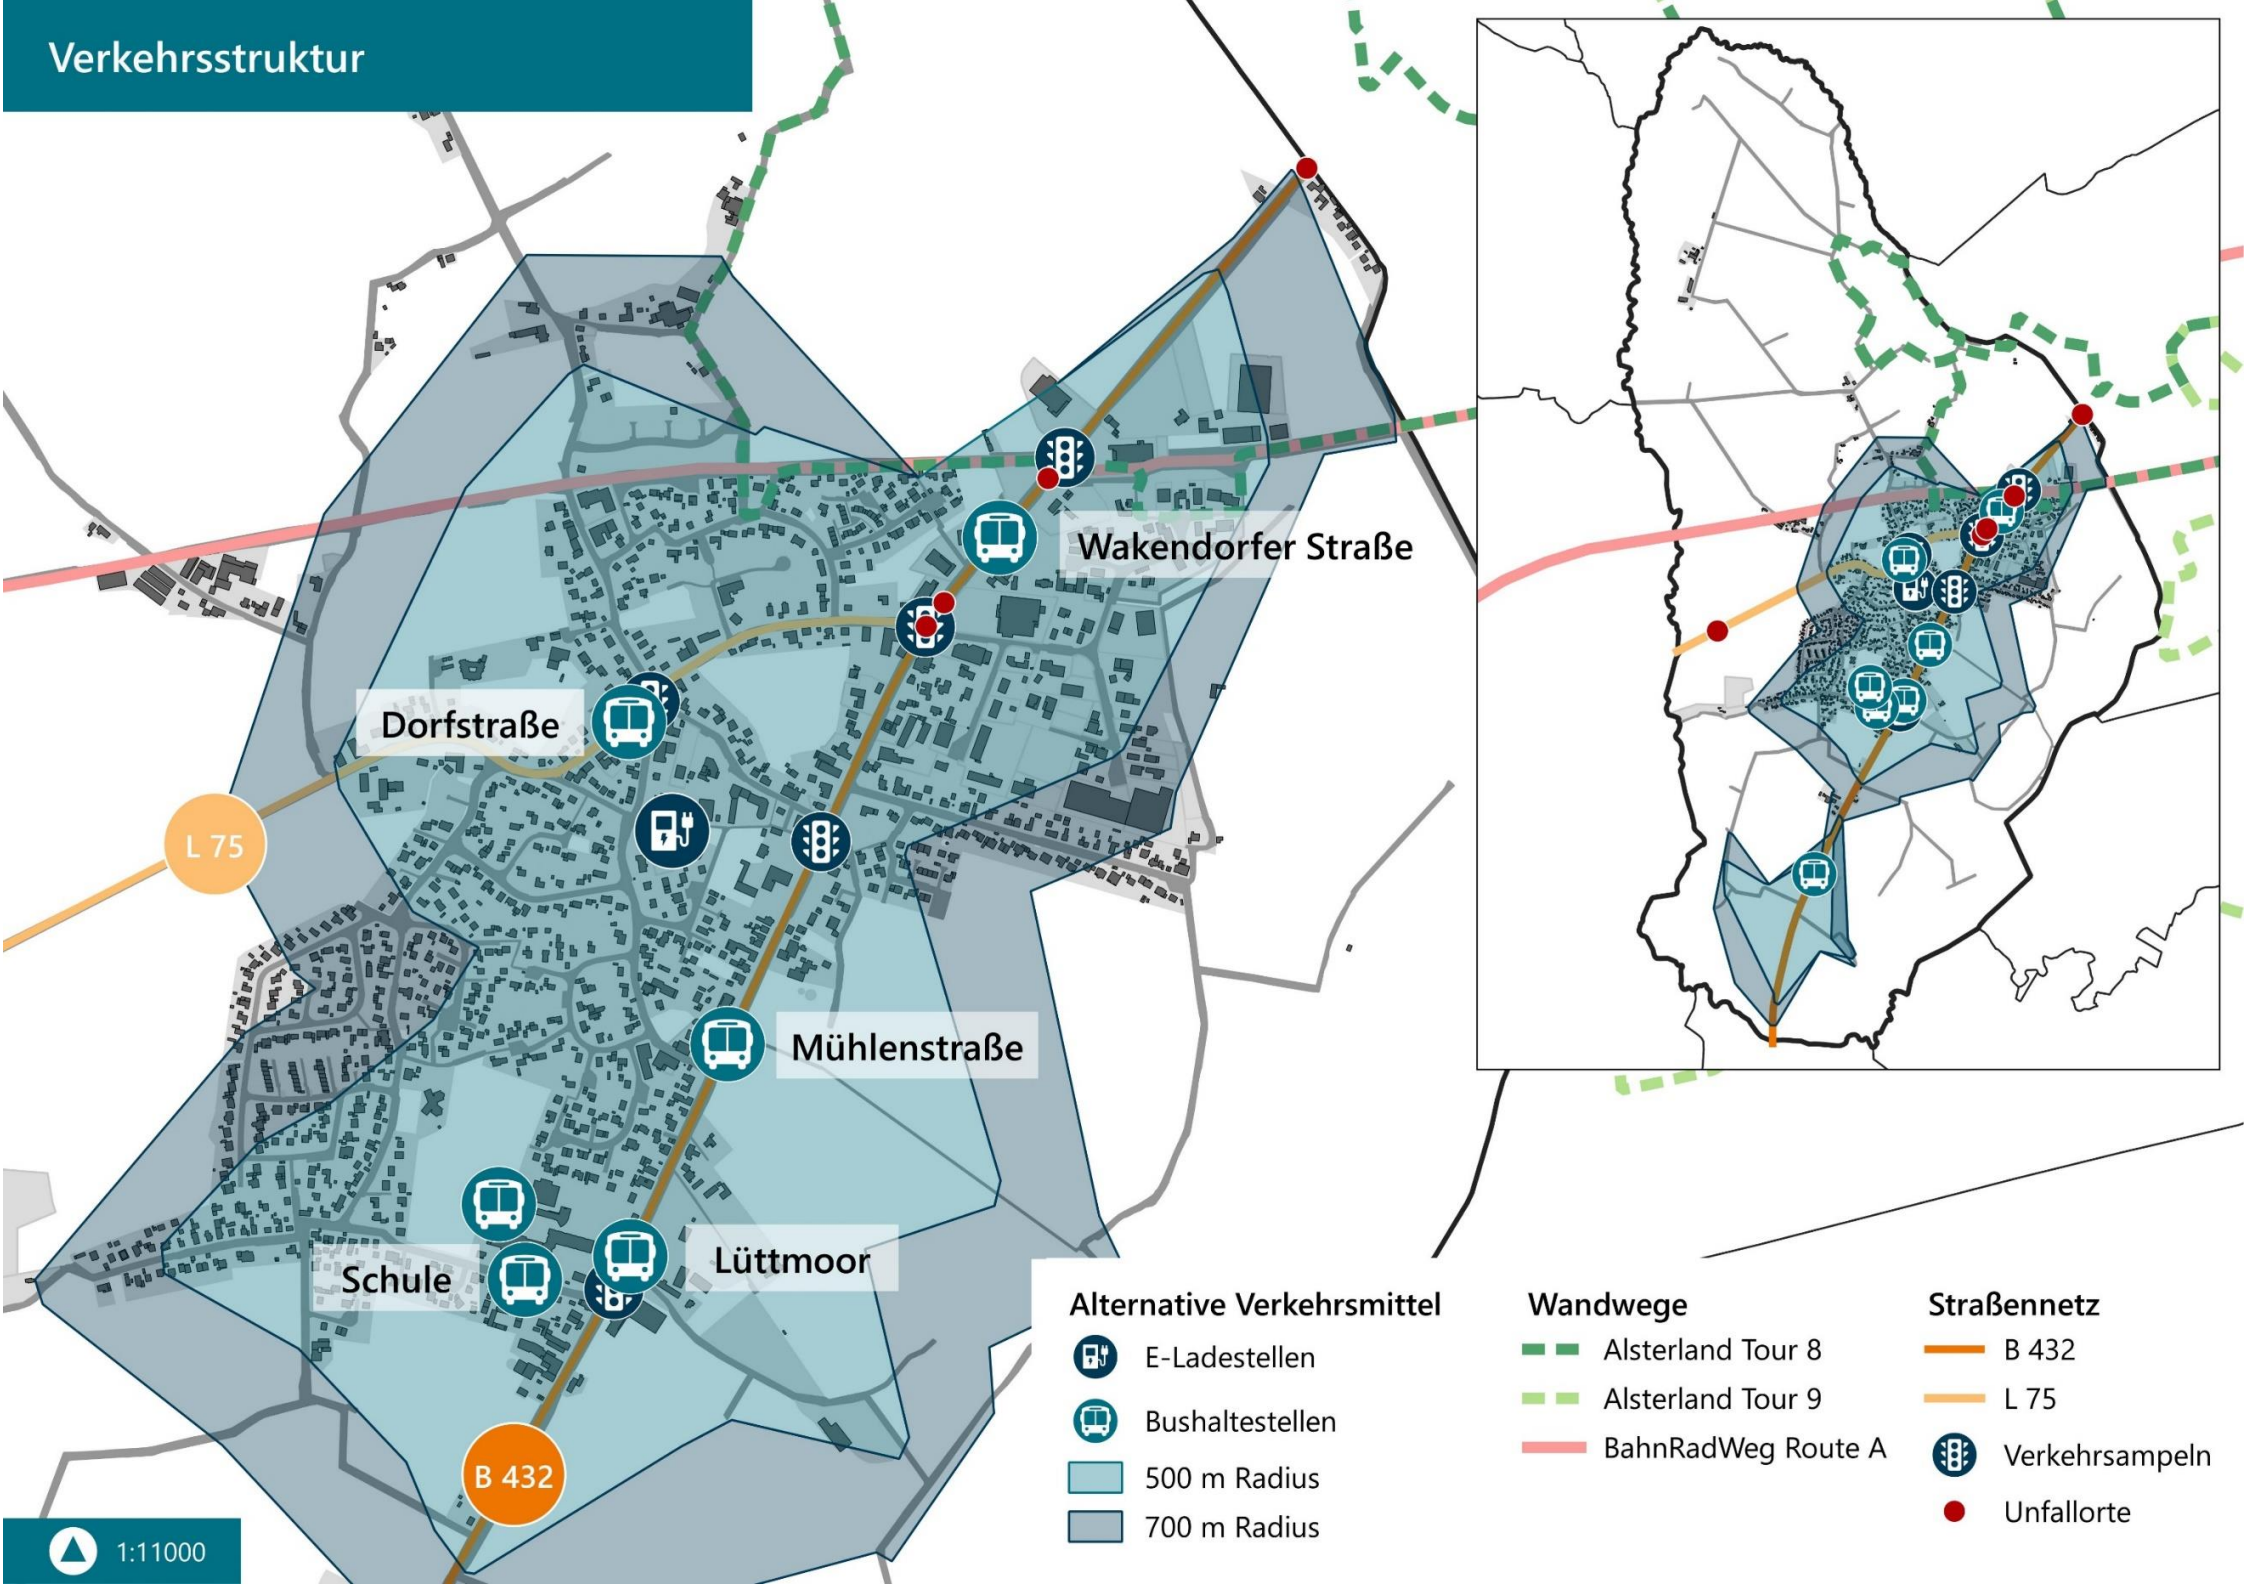 Verkehrsstruktur
Wakendorfer Straße
Dorfstraße
L 75
Mühlenstraße
Lüttmoor
Schule
B 432
1:11000
Alternative Verkehrsmittel
E-Ladestellen
Bushaltestellen
500 m Radius
700 m Radius
Wandwege
Alsterland Tour 8
Alsterland Tour 9
BahnRadWeg Route A
Straßennetz
B 432
L 75
Verkehrsampeln
Unfallorte